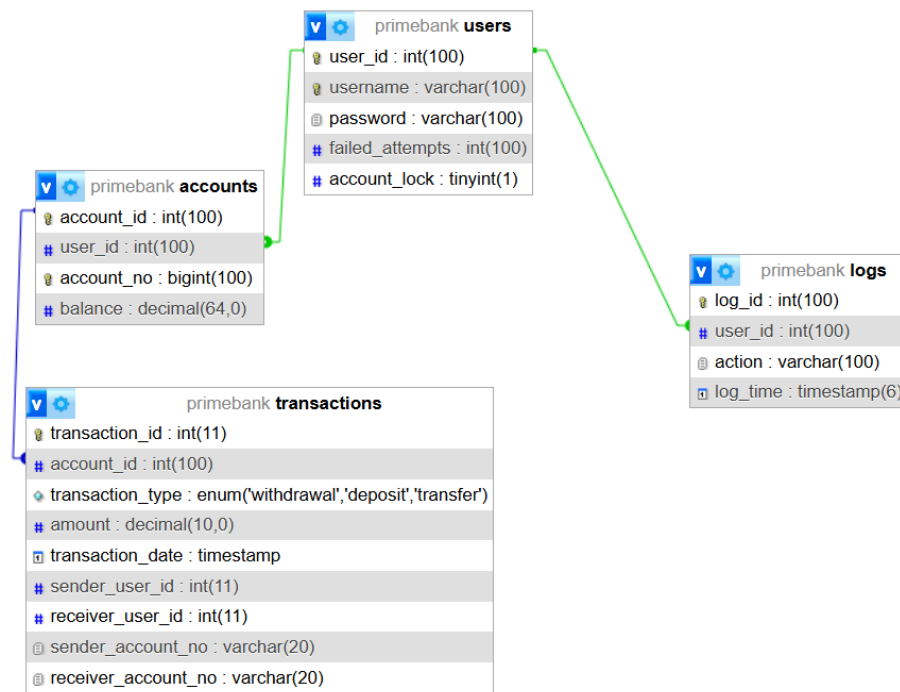 v primebank users
user_id : int(100)
username : varchar(100)
password : varchar(100)
# failed_attempts : int(100)
# account_lock : tinyint(1)
v primebank accounts
account_id : int(100)
# user_id : int(100)
account_no : bigint(100)
# balance : decimal(64,0)
v primebank logs
log_id : int(100)
# user_id : int(100)
action : varchar(100)
log_time : timestamp(6)
v primebank transactions
transaction_id : int(11)
# account_id : int(100)
transaction_type : enum('withdrawal','deposit','transfer')
# amount : decimal(10,0)
transaction_date : timestamp
# sender_user_id : int(11)
# receiver_user_id : int(11)
sender_account_no : varchar(20)
receiver_account_no : varchar(20)